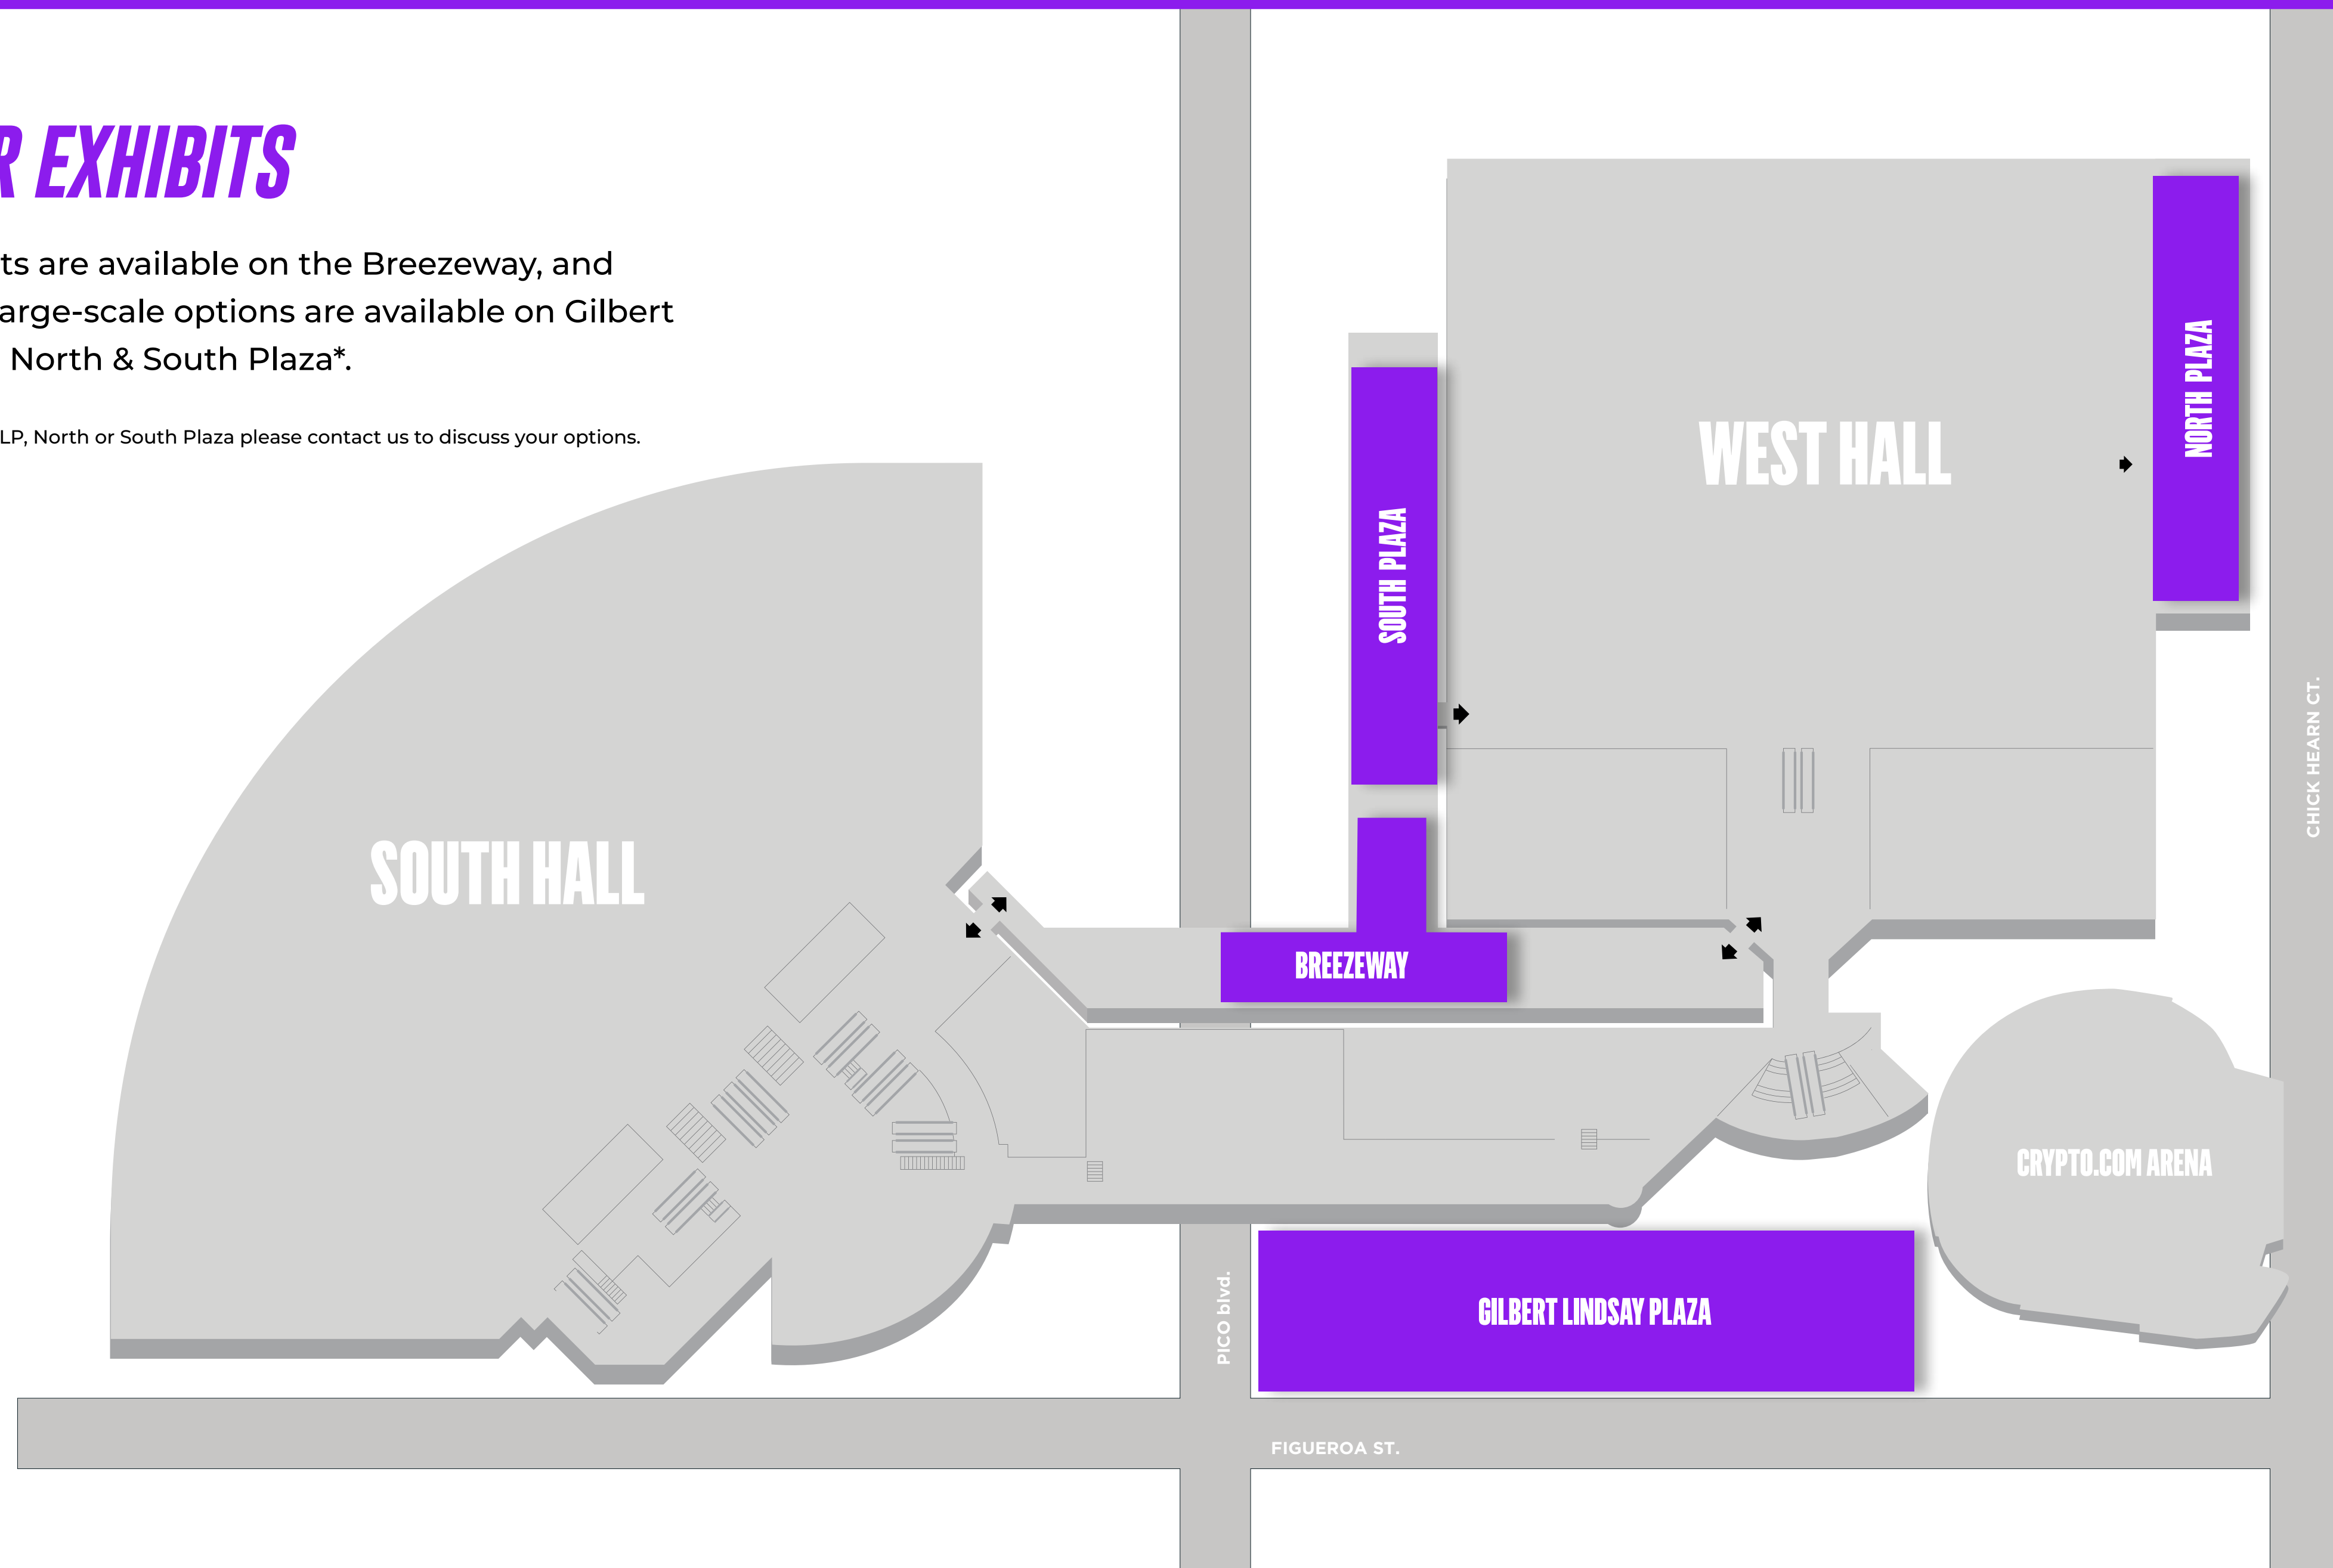 R EXHIBITS
ts are available on the Breezeway, and
arge-scale options are available on Gilbert
North & South Plaza*.
LP, North or South Plaza please contact us to discuss your options.
NORTH PLAZA
WEST HALL
SOUTH PLAZA
CHICK HEARN CT.
SOUTH HALL
BREEZEWAY
CRYPTO.COM ARENA
PICO blvd.
GILBERT LINDSAY PLAZA
FIGUEROA ST.